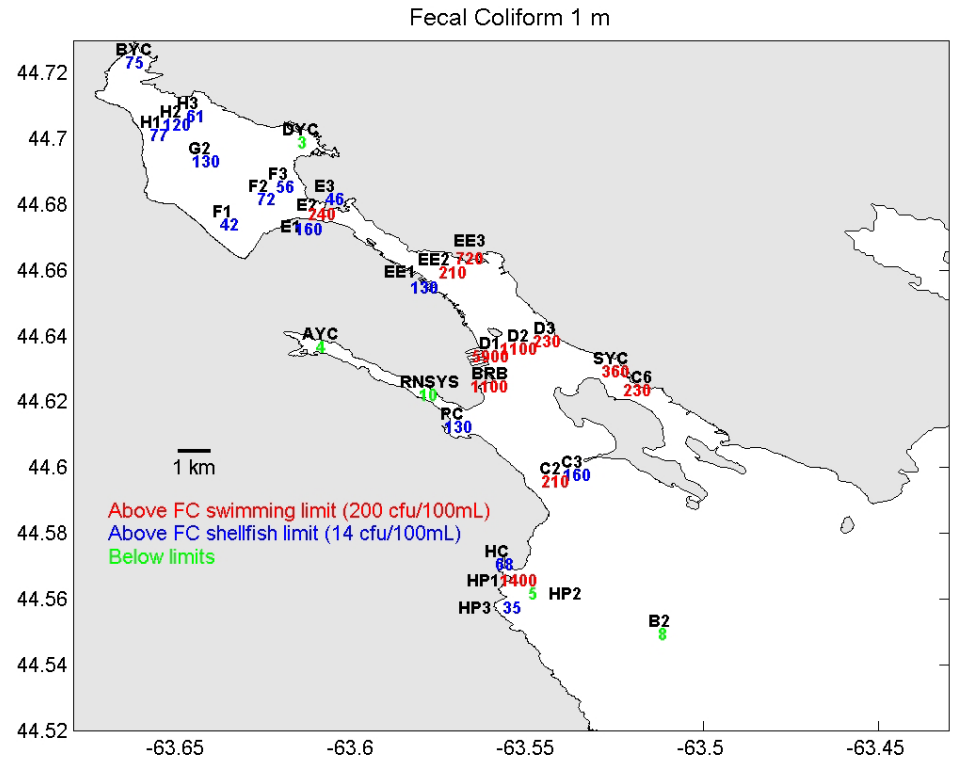 Fecal Coliform 1 m
44.72
44.7
44.68
44.66
44.64
44.62
44.6
44.58
44.56
44.54
44.52
BYC
75
H3
61
H2
120
H1
77
G2
130
DYC
3
F3
56
F2
72
F1
42
E3
46
E2
240
E1
160
EE3
720
EE2
210
EE1
130
AYC
4
D3
230
D2
1100
D1
5900
BRB
1100
SYC
360
C6
230
RNSYS
10
PC
130
C3
160
C2
210
1 km
Above FC swimming limit (200 cfu/100mL)
Above FC shellfish limit (14 cfu/100mL)
Below limits
HC
68
HP1
1400
HP2
5
HP3
35
B2
8
-63.65
-63.6
-63.55
-63.5
-63.45